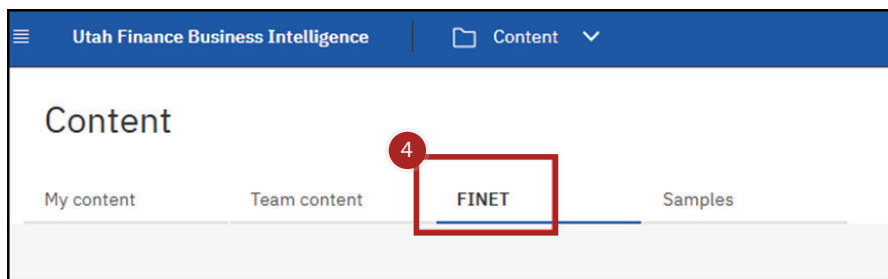 Utah Finance Business Intelligence Content
Content
4
My content Team content FINET Samples